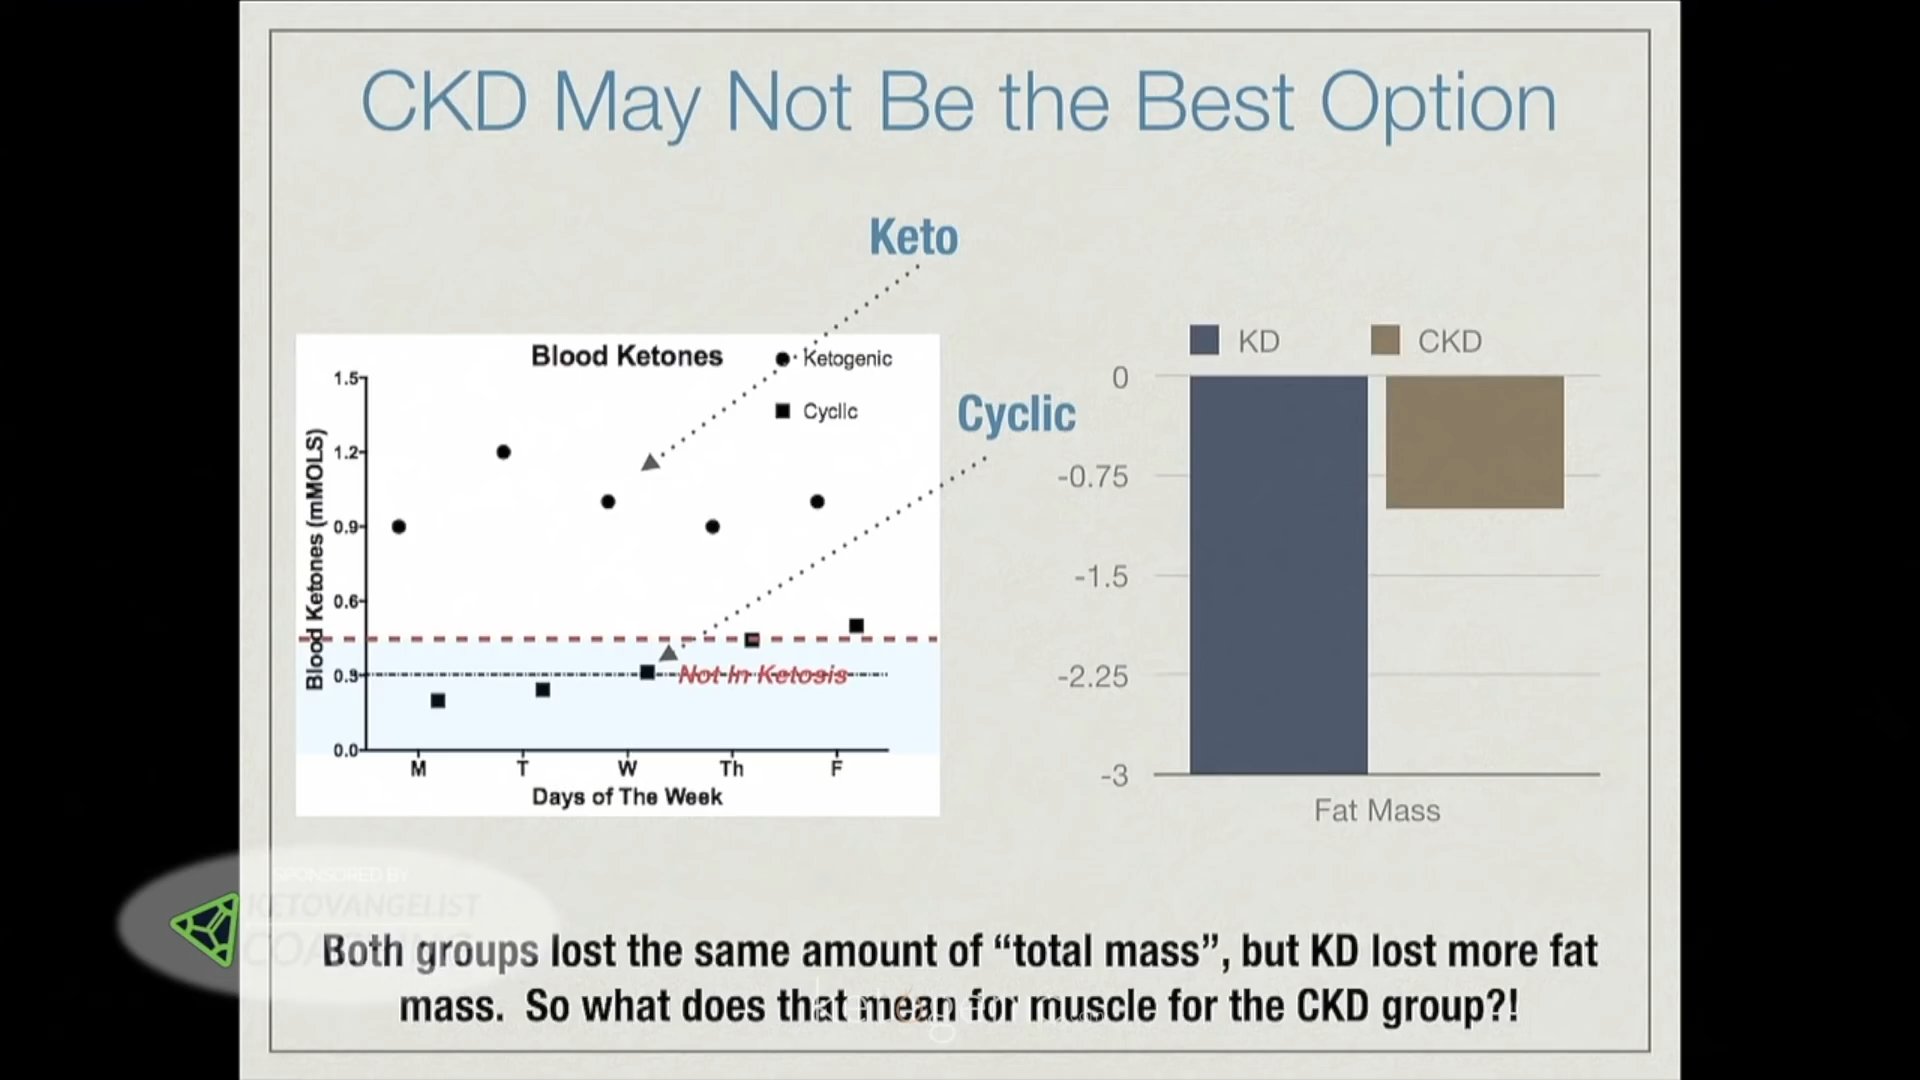 CKD May Not Be the Best Option
Keto
Blood Ketones
Ketogenic
Cyclic
Cyclic
Blood Ketones (mMOLS)
1.5
1.2
0.9
0.6
0.3
0.0
Not In Ketosis
M T W Th F
Days of The Week
KD CKD
0
-0.75
-1.5
-2.25
-3
Fat Mass
SPONSORED BY
KETOVANGELIST
COACHING
Both groups lost the same amount of “total mass”, but KD lost more fat
mass. So what does that mean for muscle for the CKD group?!